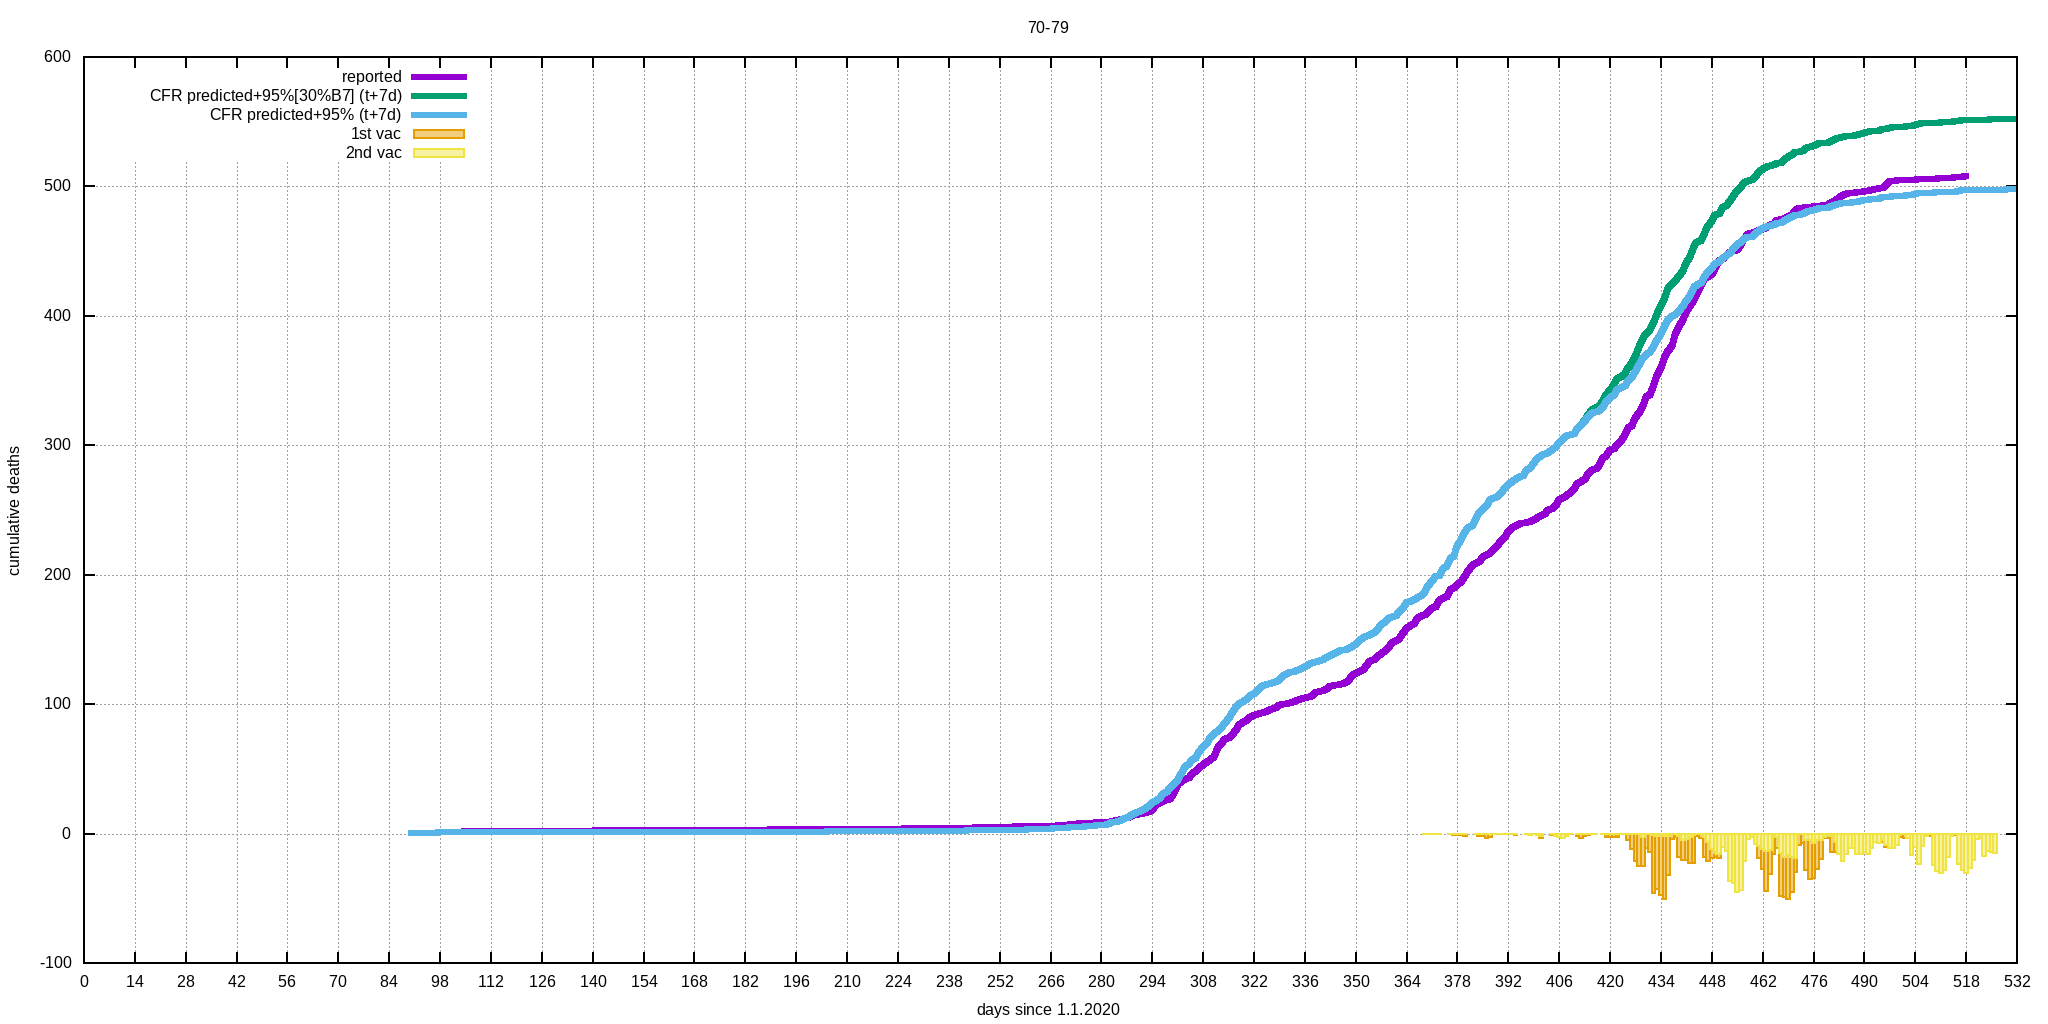 70-79
600
500
400
300
200
100
0
-100
cumulative deaths
reported
CFR predicted+95%[30%B7] (t+7d)
CFR predicted+95% (t+7d)
1st vac
2nd vac
0 14 28 42 56 70 84 98 112 126 140 154 168 182 196 210 224 238 252 266 280 294 308 322 336 350 364 378 392 406 420 434 448 462 476 490 504 518 532
days since 1.1.2020